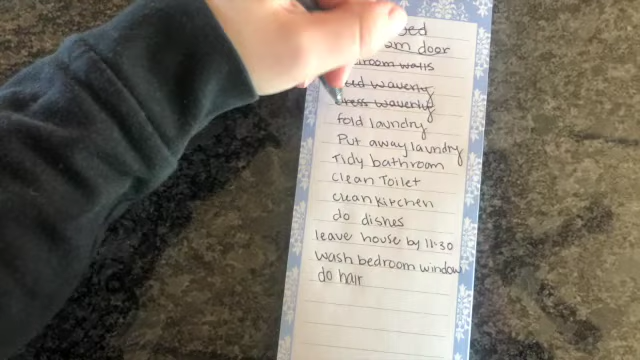 bed
door
walls
Waverly
dress Waverly
fold laundry
Put away laundry
Tidy bathroom
clean Toilet
clean kitchen
do dishes
leave house by 11:30
wash bedroom window
do hair